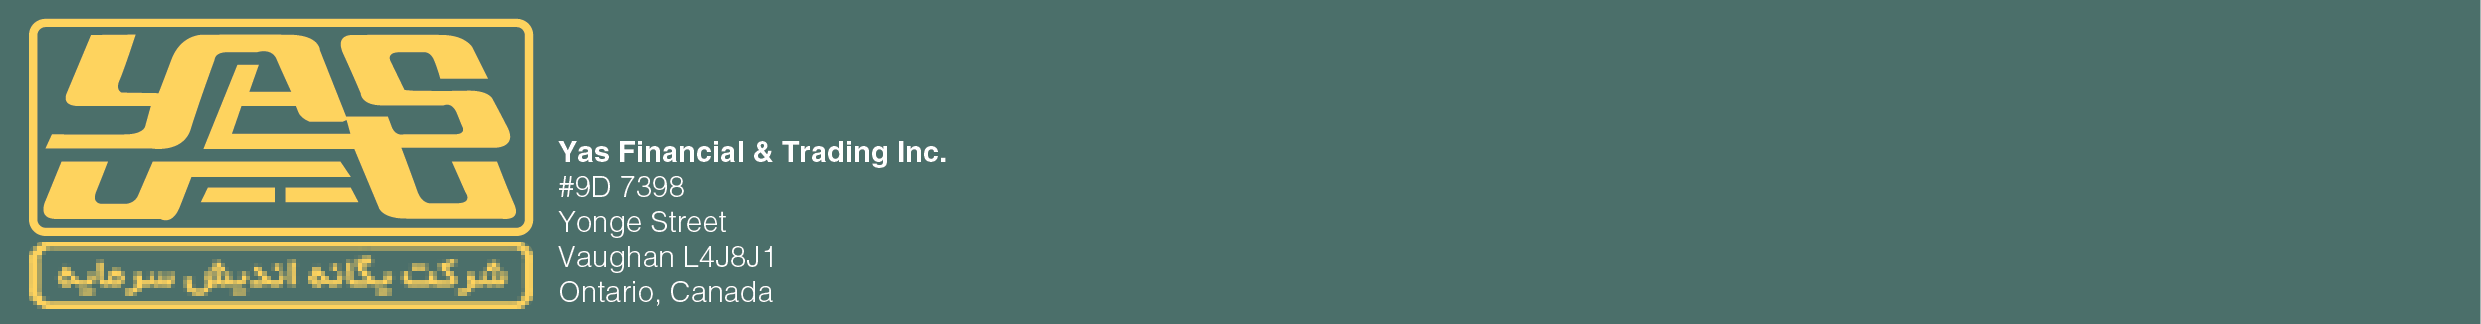 YAS
شرکت یگانه اندیش سرمایه
Yas Financial & Trading Inc.
#9D 7398
Yonge Street
Vaughan L4J8J1
Ontario, Canada